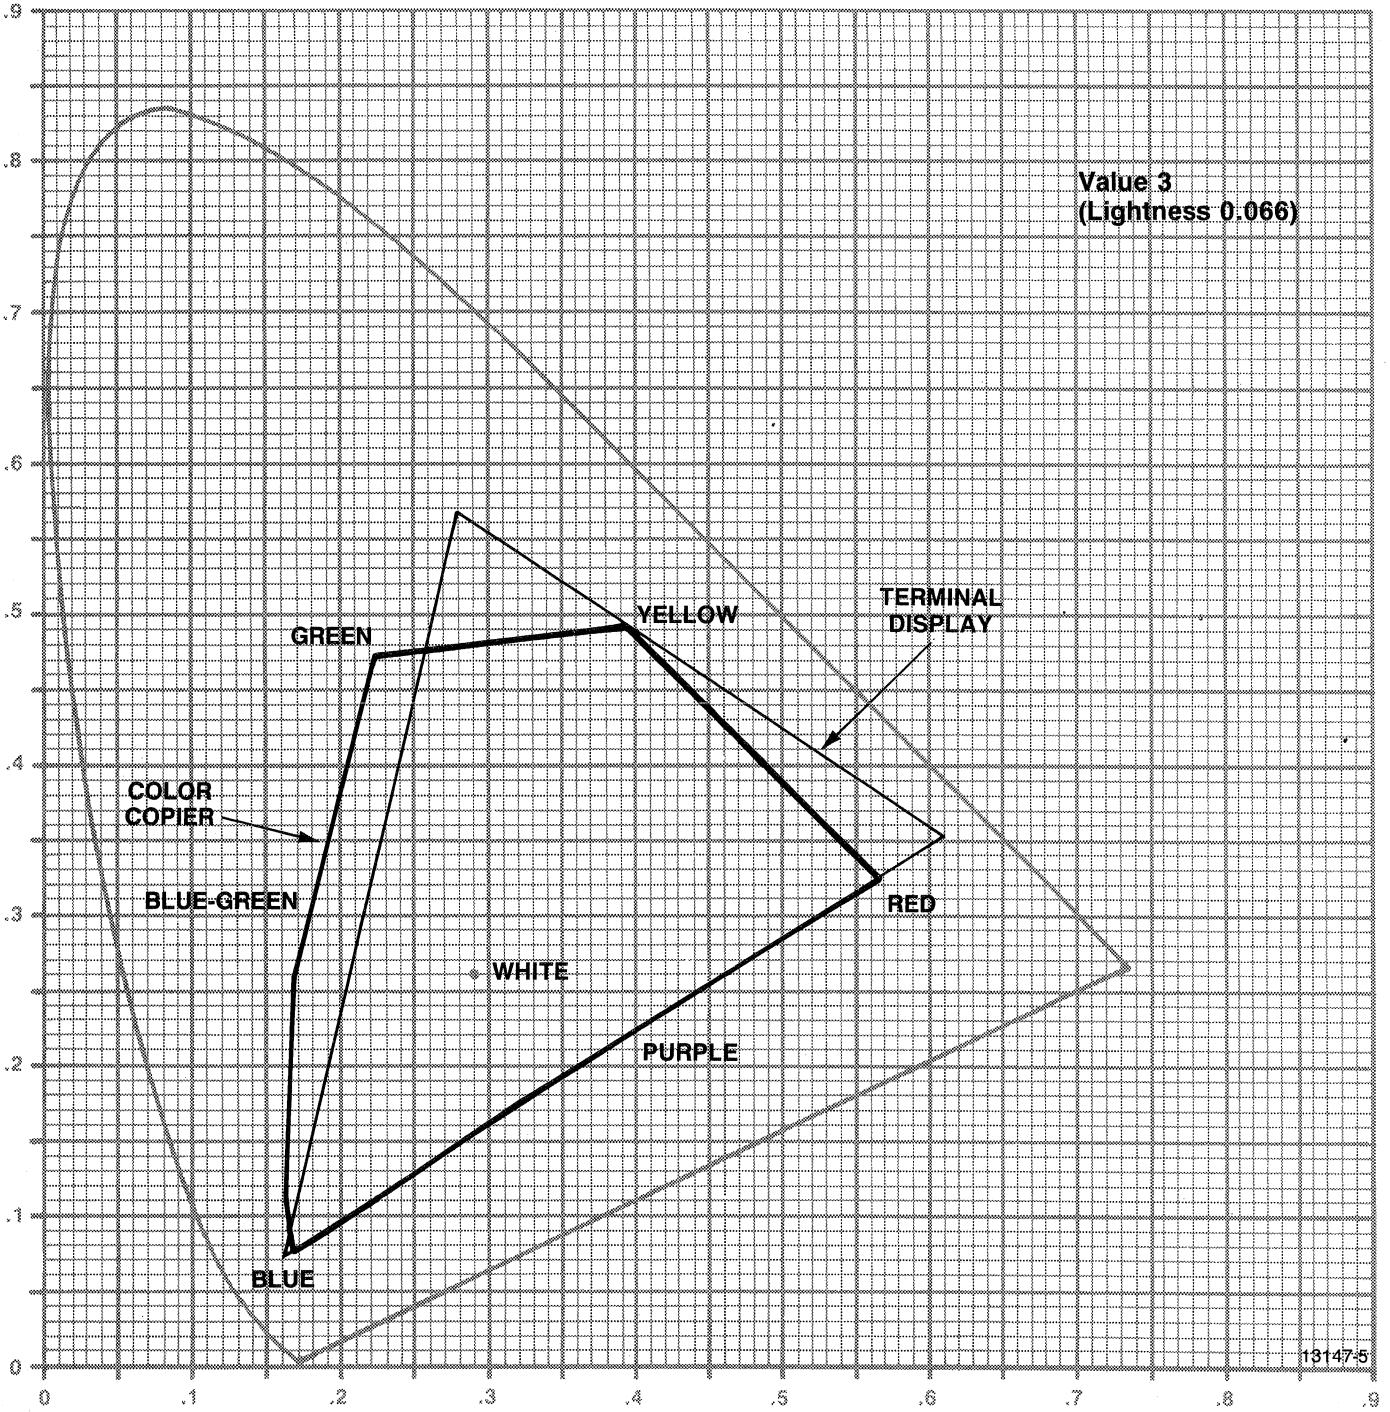 .9
.8
Value 3
(Lightness 0.066)
.7
.6
.5
YELLOW
TERMINAL
DISPLAY
GREEN
.4
COLOR
COPIER
BLUE-GREEN
.3
RED
WHITE
.2
PURPLE
.1
BLUE
0
13147-5
0
.1
.2
.3
.4
.5
.6
.7
.8
.9